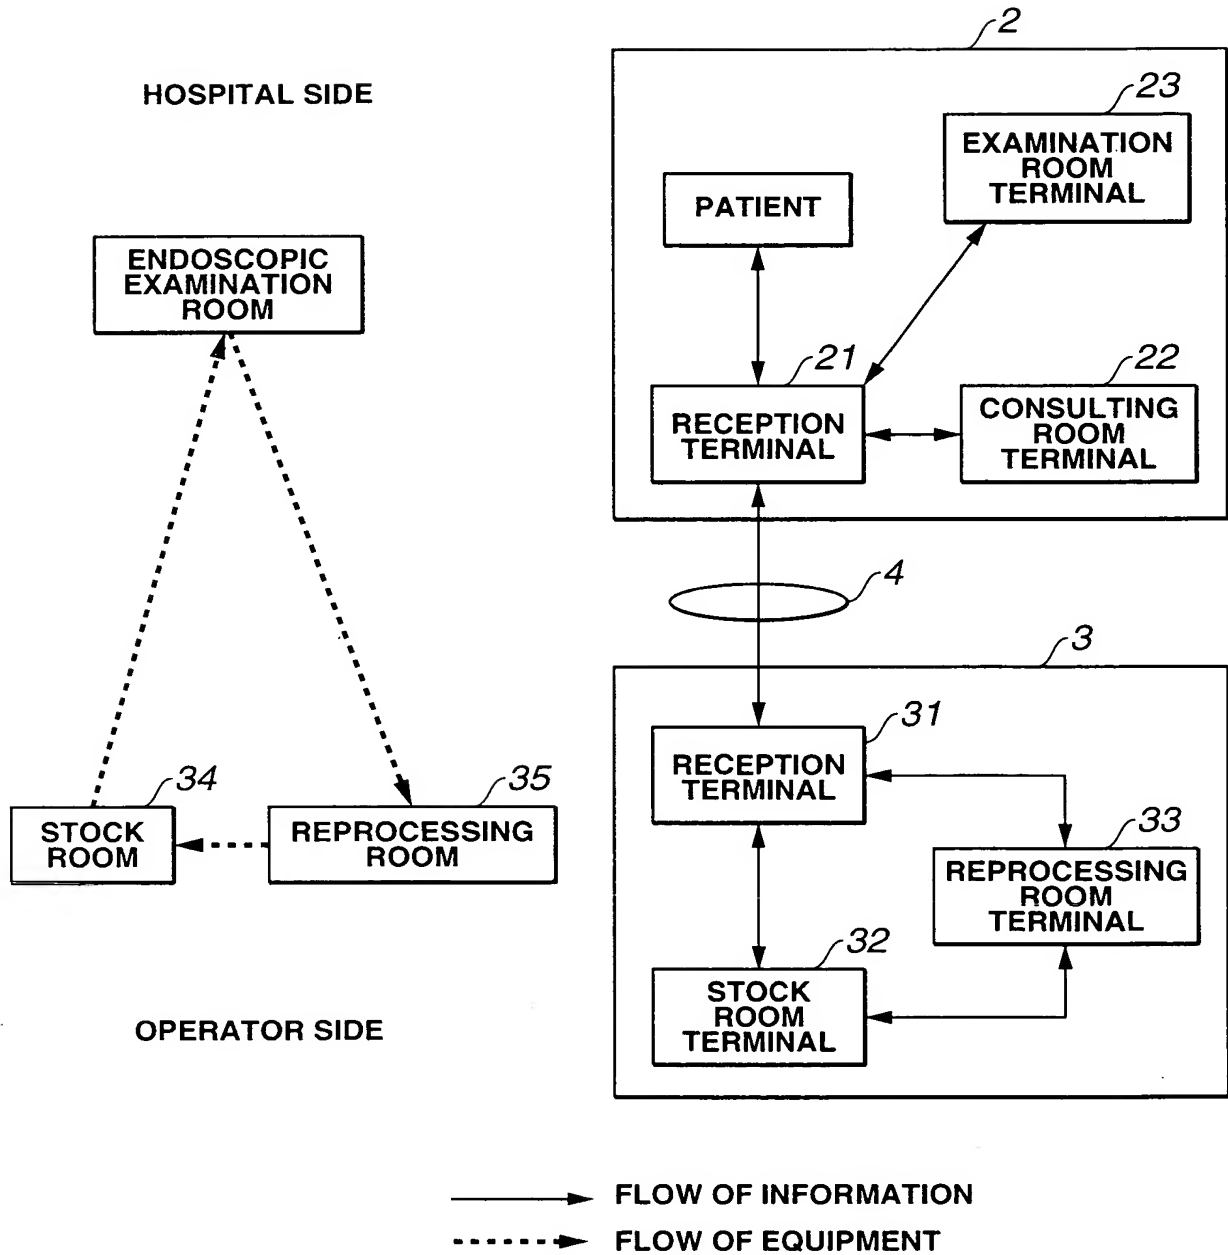 2
HOSPITAL SIDE
23
EXAMINATION
ROOM
TERMINAL
PATIENT
ENDOSCOPIC
EXAMINATION
ROOM
21
22
RECEPTION
TERMINAL
CONSULTING
ROOM
TERMINAL
4
3
31
RECEPTION
TERMINAL
34
35
STOCK
ROOM
REPROCESSING
ROOM
33
REPROCESSING
ROOM
TERMINAL
32
STOCK
ROOM
TERMINAL
OPERATOR SIDE
FLOW OF INFORMATION
FLOW OF EQUIPMENT